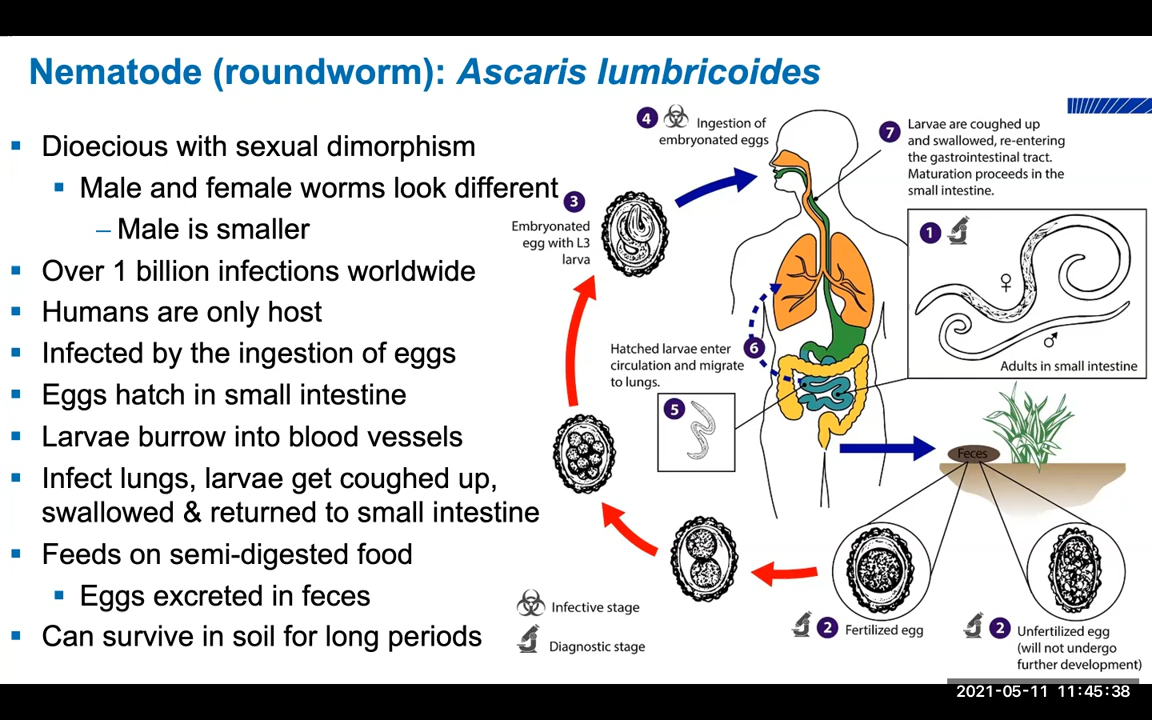 Nematode (roundworm): Ascaris lumbricoides
▪ Dioecious with sexual dimorphism
▪ Male and female worms look different
– Male is smaller
▪ Over 1 billion infections worldwide
▪ Humans are only host
▪ Infected by the ingestion of eggs
▪ Eggs hatch in small intestine
▪ Larvae burrow into blood vessels
▪ Infect lungs, larvae get coughed up,
swallowed & returned to small intestine
▪ Feeds on semi-digested food
▪ Eggs excreted in feces
▪ Can survive in soil for long periods
4 Ingestion of
embryonated eggs
7 Larvae are coughed up
and swallowed, re-entering
the gastrointestinal tract.
Maturation proceeds in the
small intestine.
3
Embryonated
egg with L3
larva
1
♀
♂
Adults in small intestine
Hatched larvae enter
circulation and migrate
to lungs.
6
5
Feces
2 Fertilized egg
2 Unfertilized egg
(will not undergo
further development)
Infective stage
Diagnostic stage
2021-05-11 11:45:38